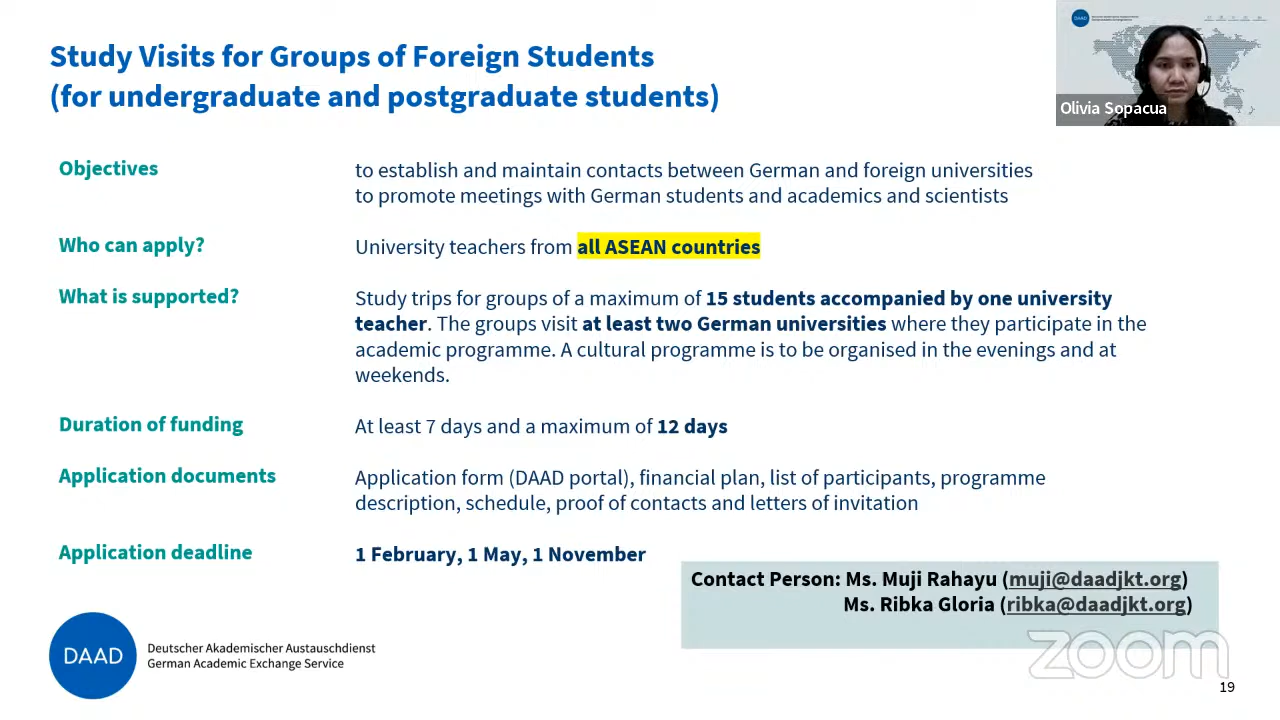 Study Visits for Groups of Foreign Students
(for undergraduate and postgraduate students)
Olivia Sopacua
Objectives
to establish and maintain contacts between German and foreign universities
to promote meetings with German students and academics and scientists
Who can apply?
University teachers from all ASEAN countries
What is supported?
Study trips for groups of a maximum of 15 students accompanied by one university
teacher. The groups visit at least two German universities where they participate in the
academic programme. A cultural programme is to be organised in the evenings and at
weekends.
Duration of funding
At least 7 days and a maximum of 12 days
Application documents
Application form (DAAD portal), financial plan, list of participants, programme
description, schedule, proof of contacts and letters of invitation
Application deadline
1 February, 1 May, 1 November
Contact Person: Ms. Muji Rahayu (muji@daadjkt.org)
Ms. Ribka Gloria (ribka@daadjkt.org)
DAAD
Deutscher Akademischer Austauschdienst
German Academic Exchange Service
zoom
19